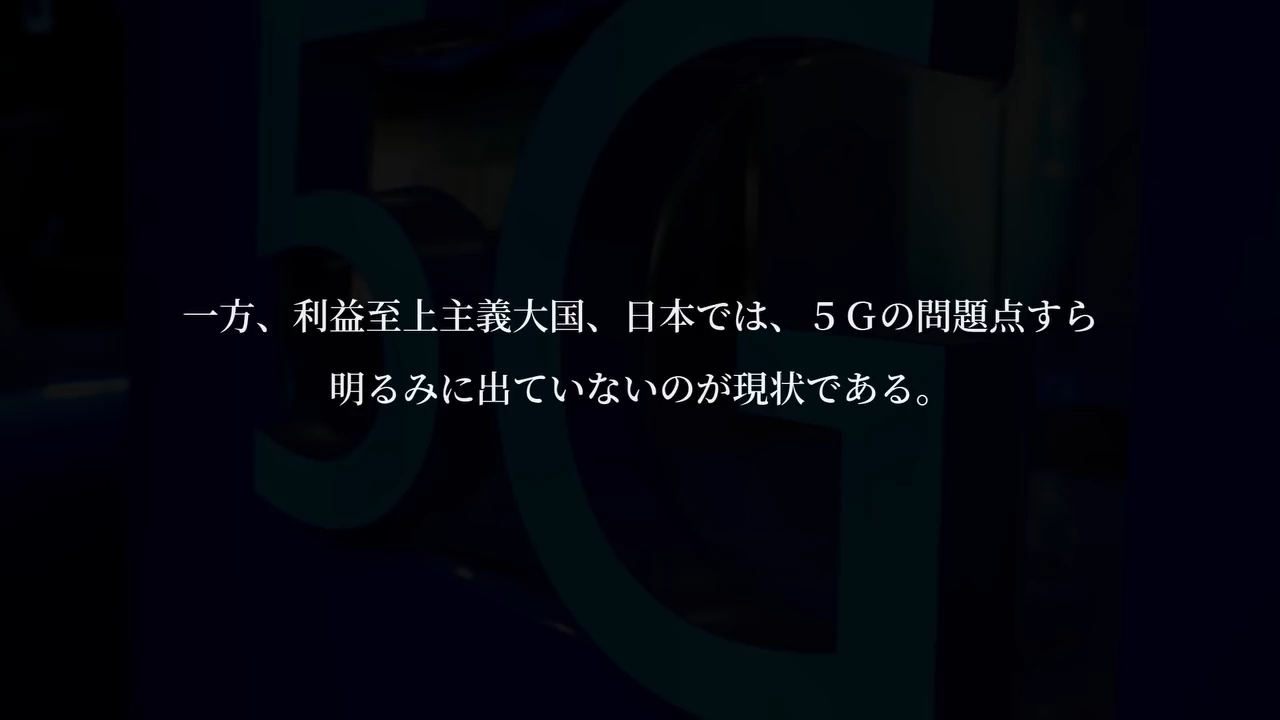 5G
一方、利益至上主義大国、日本では、５Ｇの問題点すら
明るみに出ていないのが現状である。